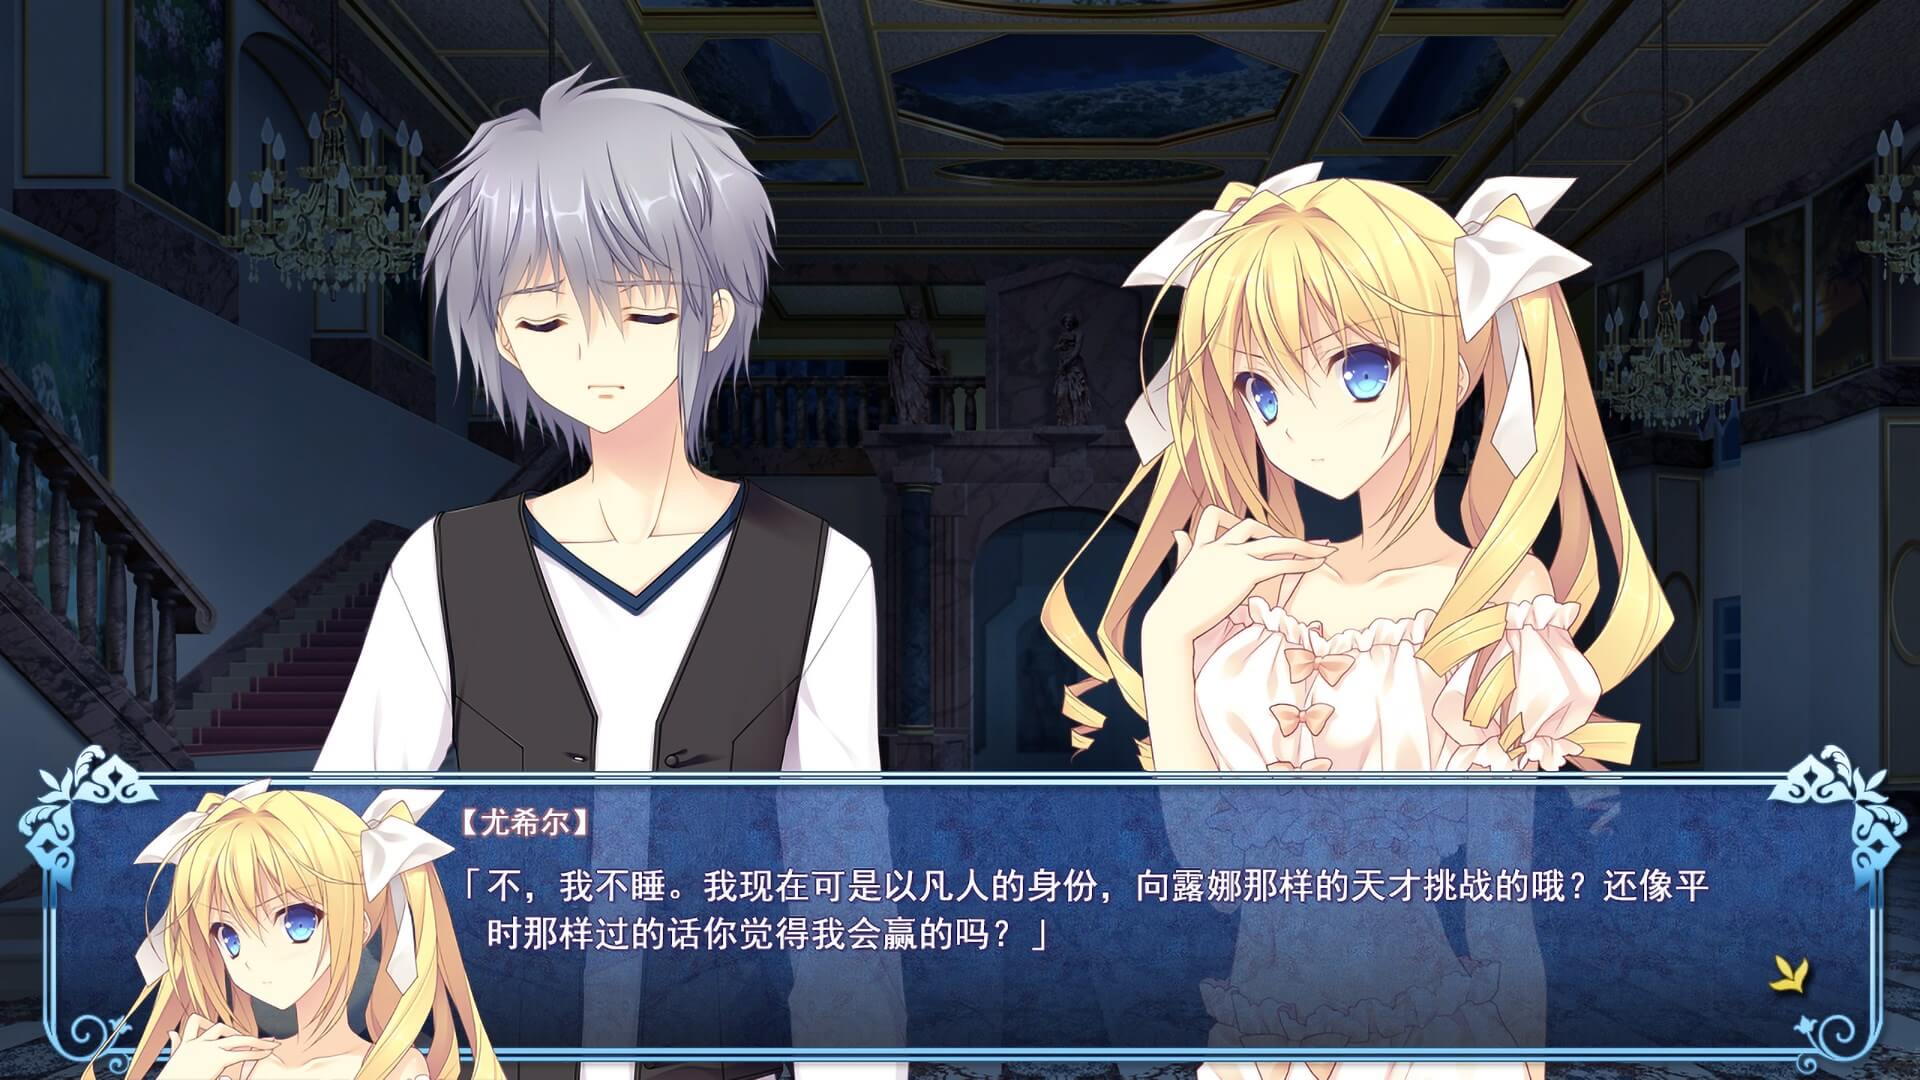 【尤希尔】
「不，我不睡。我现在可是以凡人的身份，向露娜那样的天才挑战的哦？还像平
时那样过的话你觉得我会赢的吗？」